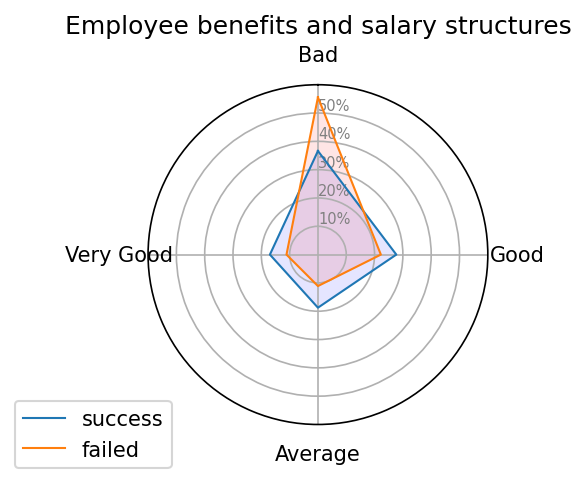 Employee benefits and salary structures
Bad
50%
40%
30%
20%
10%
Very Good
Good
Average
success
failed